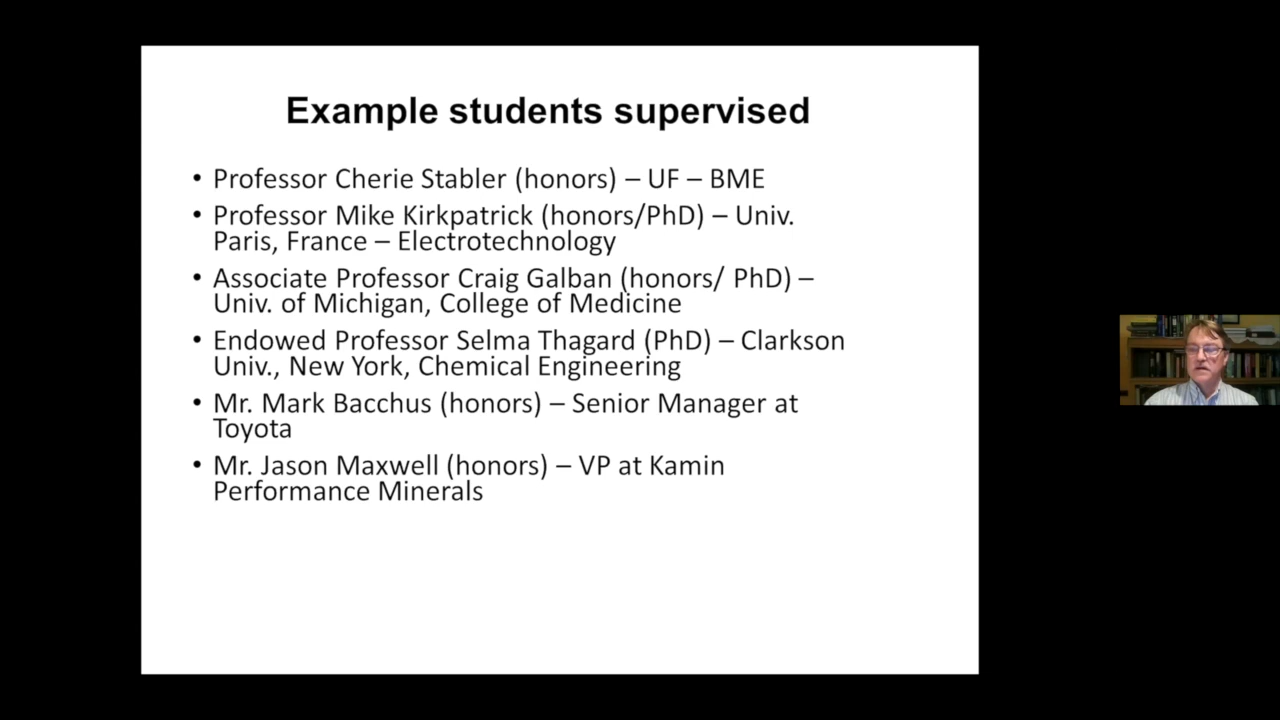 Example students supervised
• Professor Cherie Stabler (honors) – UF – BME
• Professor Mike Kirkpatrick (honors/PhD) – Univ.
Paris, France – Electrotechnology
• Associate Professor Craig Galban (honors/ PhD) –
Univ. of Michigan, College of Medicine
• Endowed Professor Selma Thagard (PhD) – Clarkson
Univ., New York, Chemical Engineering
• Mr. Mark Bacchus (honors) – Senior Manager at
Toyota
• Mr. Jason Maxwell (honors) – VP at Kamin
Performance Minerals